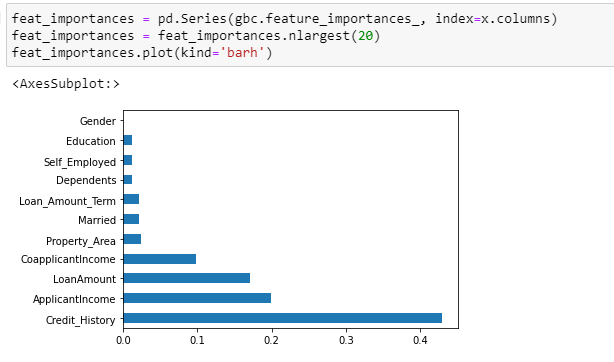 feat_importances = pd.Series(gbc.feature_importances_, index=x.columns)
feat_importances = feat_importances.nlargest(20)
feat_importances.plot(kind='barh')
<AxesSubplot:>
Gender
Education
Self_Employed
Dependents
Loan_Amount_Term
Married
Property_Area
CoapplicantIncome
LoanAmount
ApplicantIncome
Credit_History
0.0 0.1 0.2 0.3 0.4